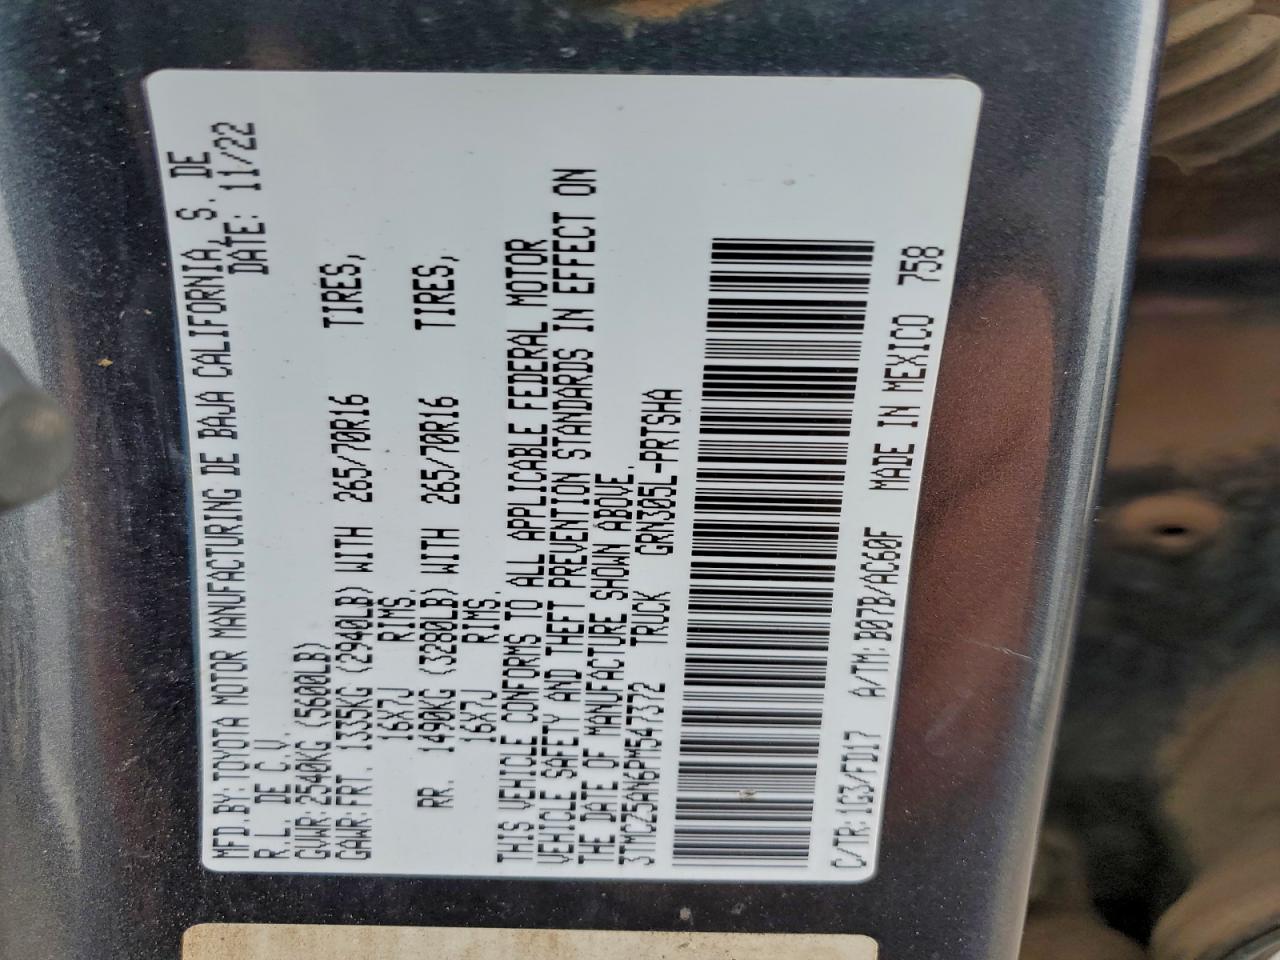 MFD.BY:TOYOTA MOTOR MANUFACTURING DE BAJA CALIFORNIA, S. DE
R.L. DE C.V. DATE: 11/22
GVWR:2540KG (5600LB)
GAWR:FRT. 1335KG (2940LB) WITH 265/70R16 TIRES,
16X7J RIMS.
RR. 1490KG (3280LB) WITH 265/70R16 TIRES,
16X7J RIMS.
THIS VEHICLE CONFORMS TO ALL APPLICABLE FEDERAL MOTOR
VEHICLE SAFETY AND THEFT PREVENTION STANDARDS IN EFFECT ON
THE DATE OF MANUFACTURE SHOWN ABOVE.
3TMCZ5AN6PM547372 TRUCK GRN305L-PRTSHA
C/TR:1G3/FD17 A/TM:B07B/AC60F MADE IN MEXICO 758